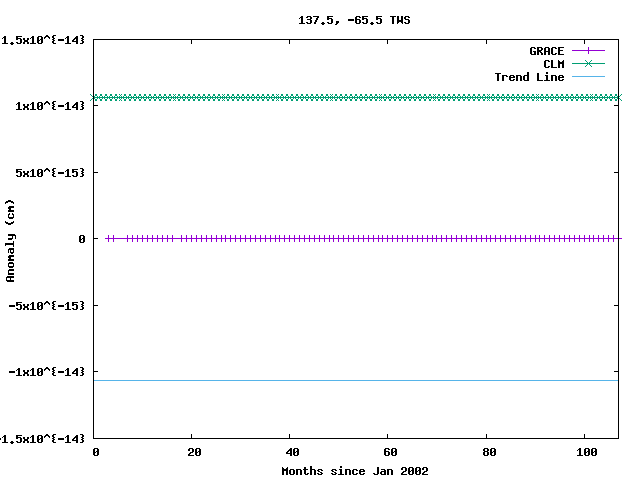 137.5, -65.5 TWS
1.5x10^{-14}
1x10^{-14}
5x10^{-15}
0
-5x10^{-15}
-1x10^{-14}
-1.5x10^{-14}
Anomaly (cm)
GRACE
CLM
Trend Line
0 20 40 60 80 100
Months since Jan 2002